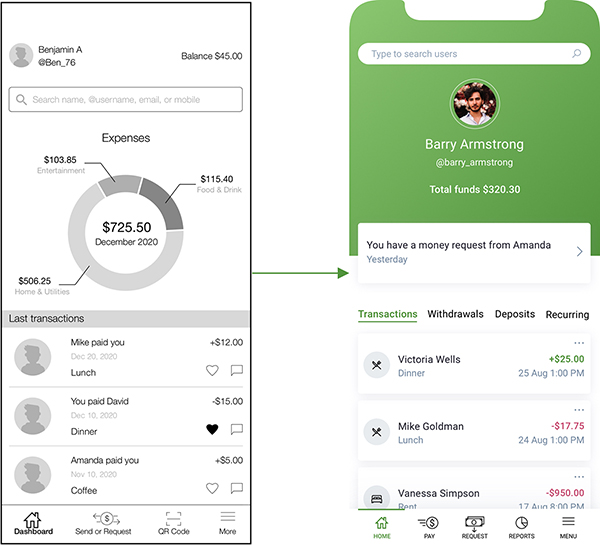 Benjamin A
@Ben_76
Balance $45.00
Search name, @username, email, or mobile
Expenses
$103.85
Entertainment
$115.40
Food & Drink
$725.50
December 2020
$506.25
Home & Utilities
Last transactions
Mike paid you +$12.00
Dec 20, 2020
Lunch
You paid David -$15.00
Dec 10, 2020
Dinner
Amanda paid you +$5.00
Nov 10, 2020
Coffee
Dashboard Send or Request QR Code More
Type to search users
Barry Armstrong
@barry_armstrong
Total funds $320.30
You have a money request from Amanda
Yesterday
Transactions Withdrawals Deposits Recurring
Victoria Wells +$25.00
Dinner 25 Aug 1:00 PM
Mike Goldman -$17.75
Lunch 24 Aug 1:00 PM
Vanessa Simpson -$950.00
Rent 17 Aug 8:00 PM
HOME PAY REQUEST REPORTS MENU